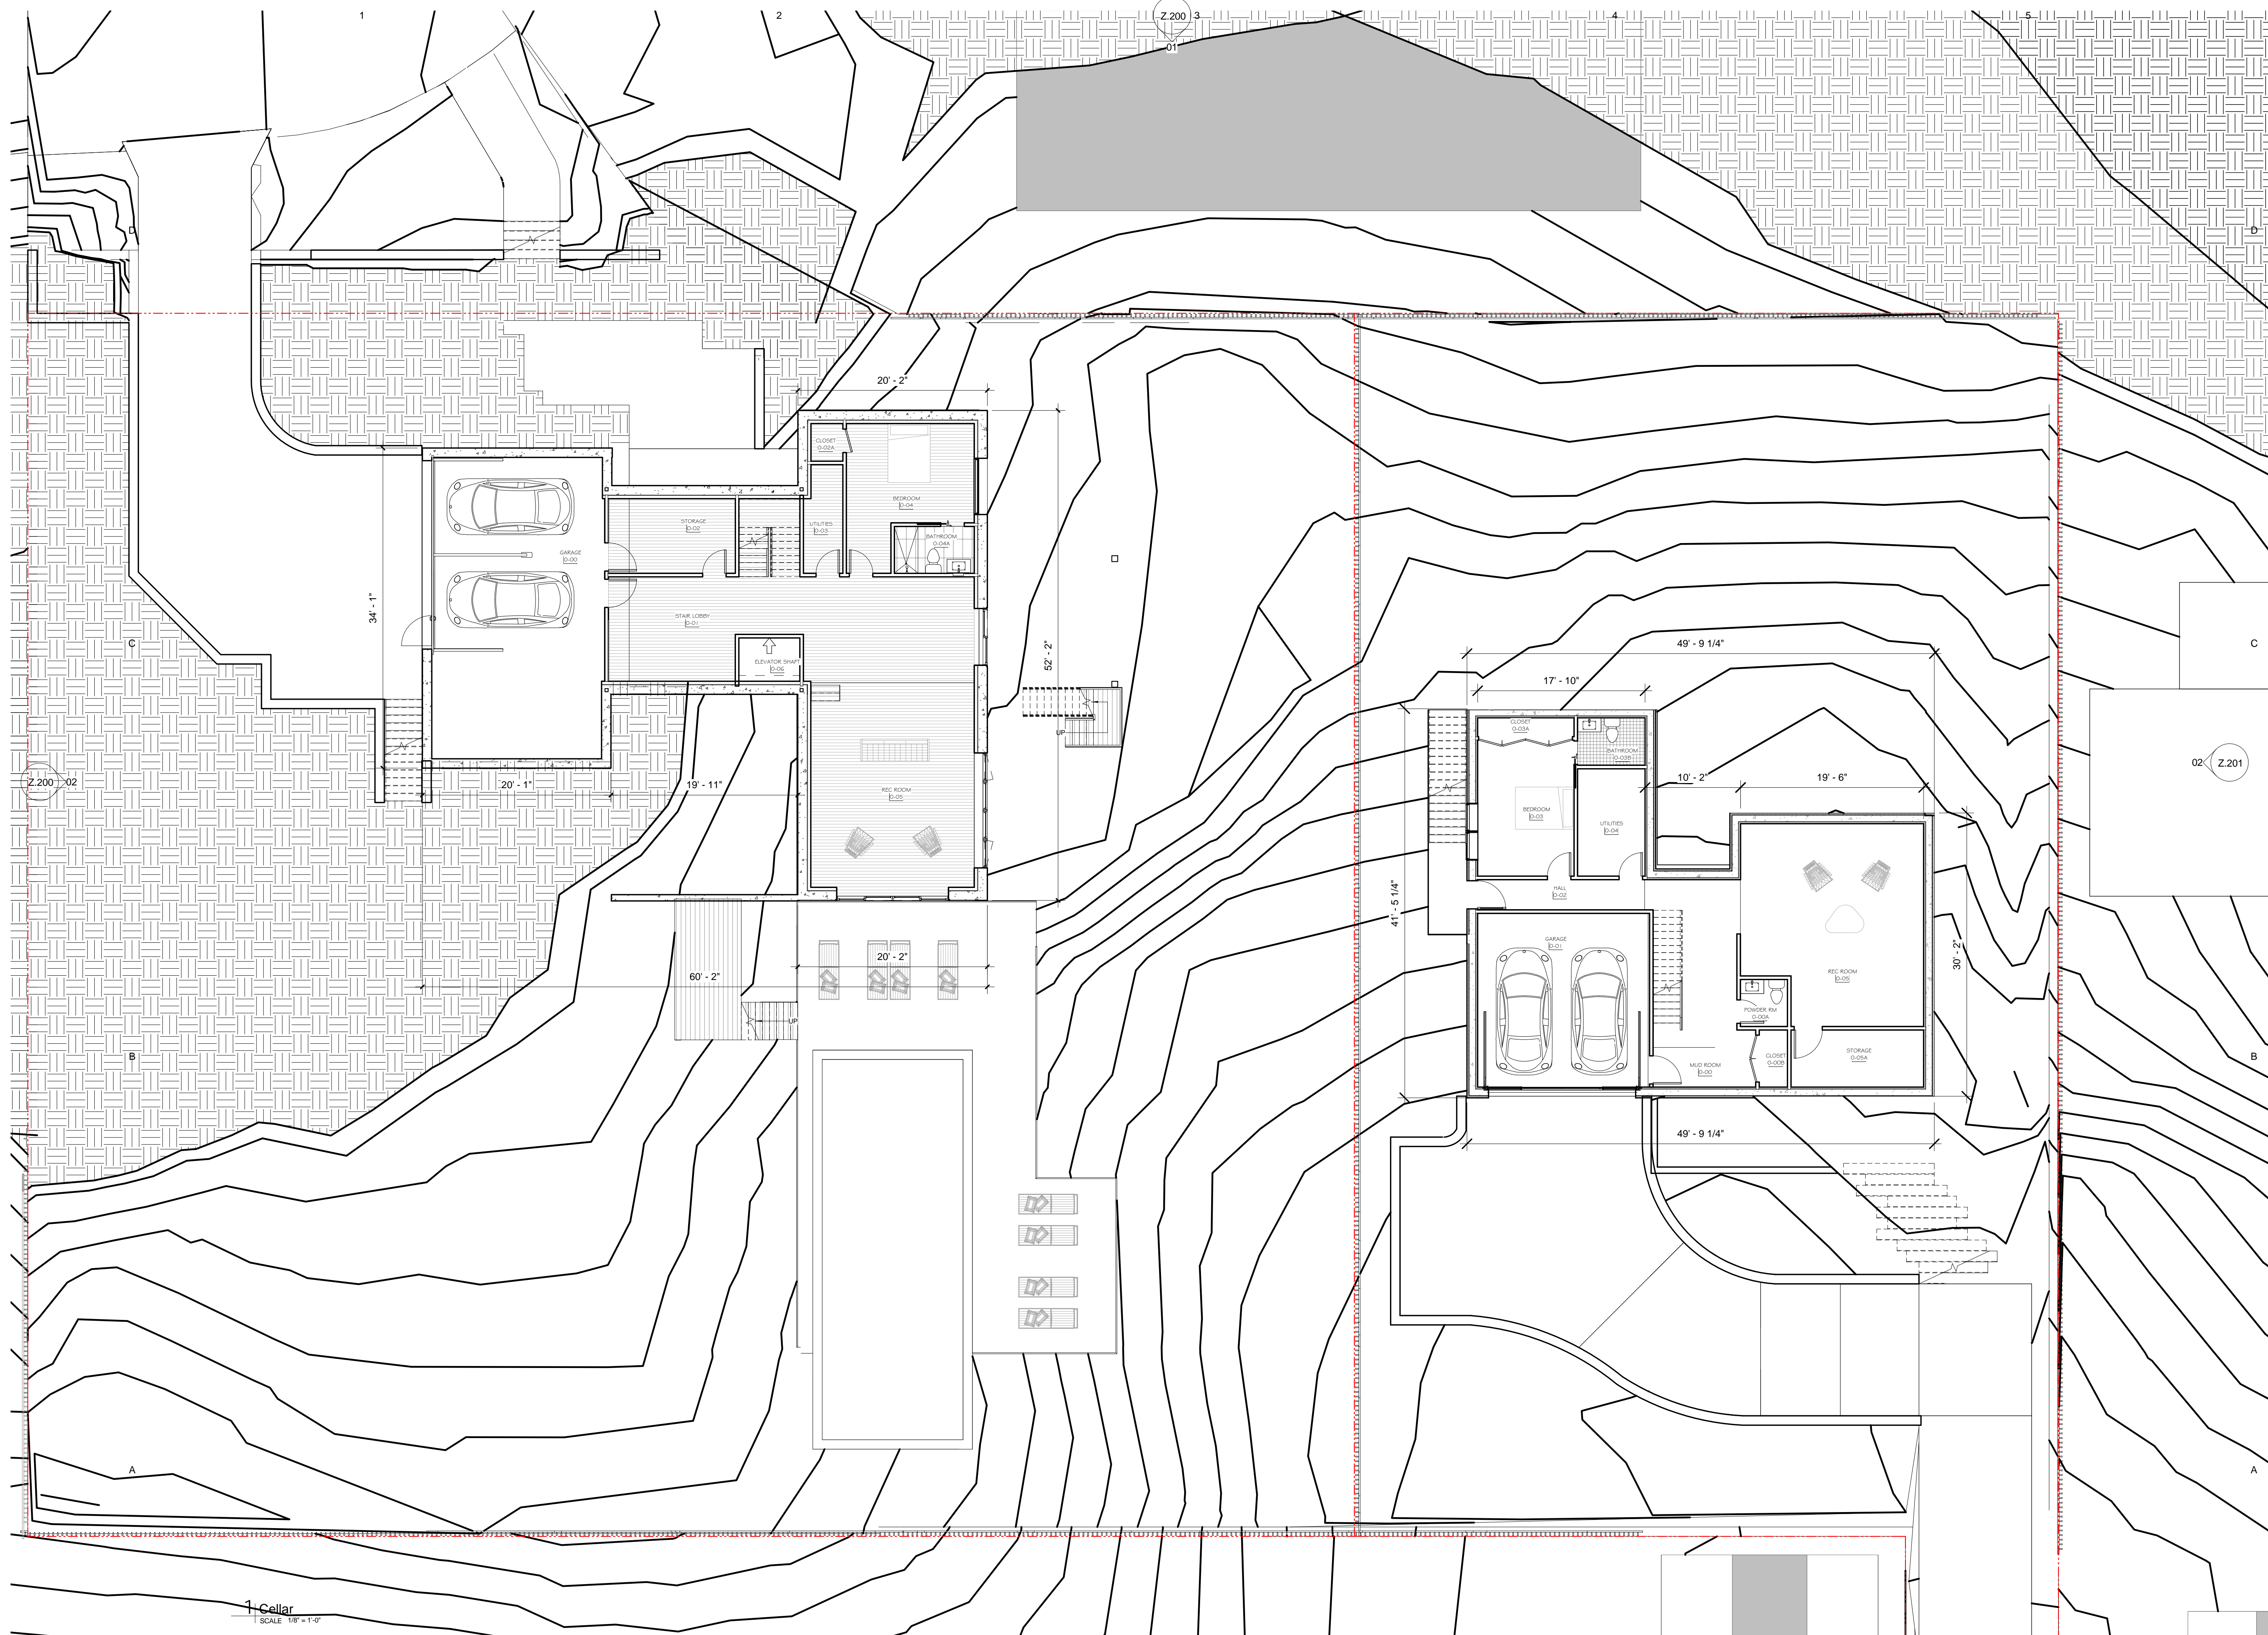 1
2
Z.200
3
4
5
01
D
D
20' - 2"
CLOSET
0-02A
BEDROOM
0-04
STORAGE
0-02
UTILITIES
0-03
BATHROOM
0-04A
GARAGE
0-00
34' - 1"
STAIR LOBBY
0-01
C
ELEVATOR SHAFT
0-06
52' - 2"
49' - 9 1/4"
C
17' - 10"
UP
CLOSET
0-03A
BATHROOM
0-03B
Z.200 02
20' - 1"
19' - 11"
REC ROOM
0-05
10' - 2"
19' - 6"
02 Z.201
BEDROOM
0-03
UTILITIES
0-04
HALL
0-02
41' - 5 1/4"
GARAGE
0-01
20' - 2"
60' - 2"
REC ROOM
0-05
30' - 2"
UP
POWDER RM
0-00A
B
MUD ROOM
0-00
CLOSET
0-00B
STORAGE
0-05A
B
49' - 9 1/4"
A
A
1 Cellar
SCALE 1/8" = 1'-0"